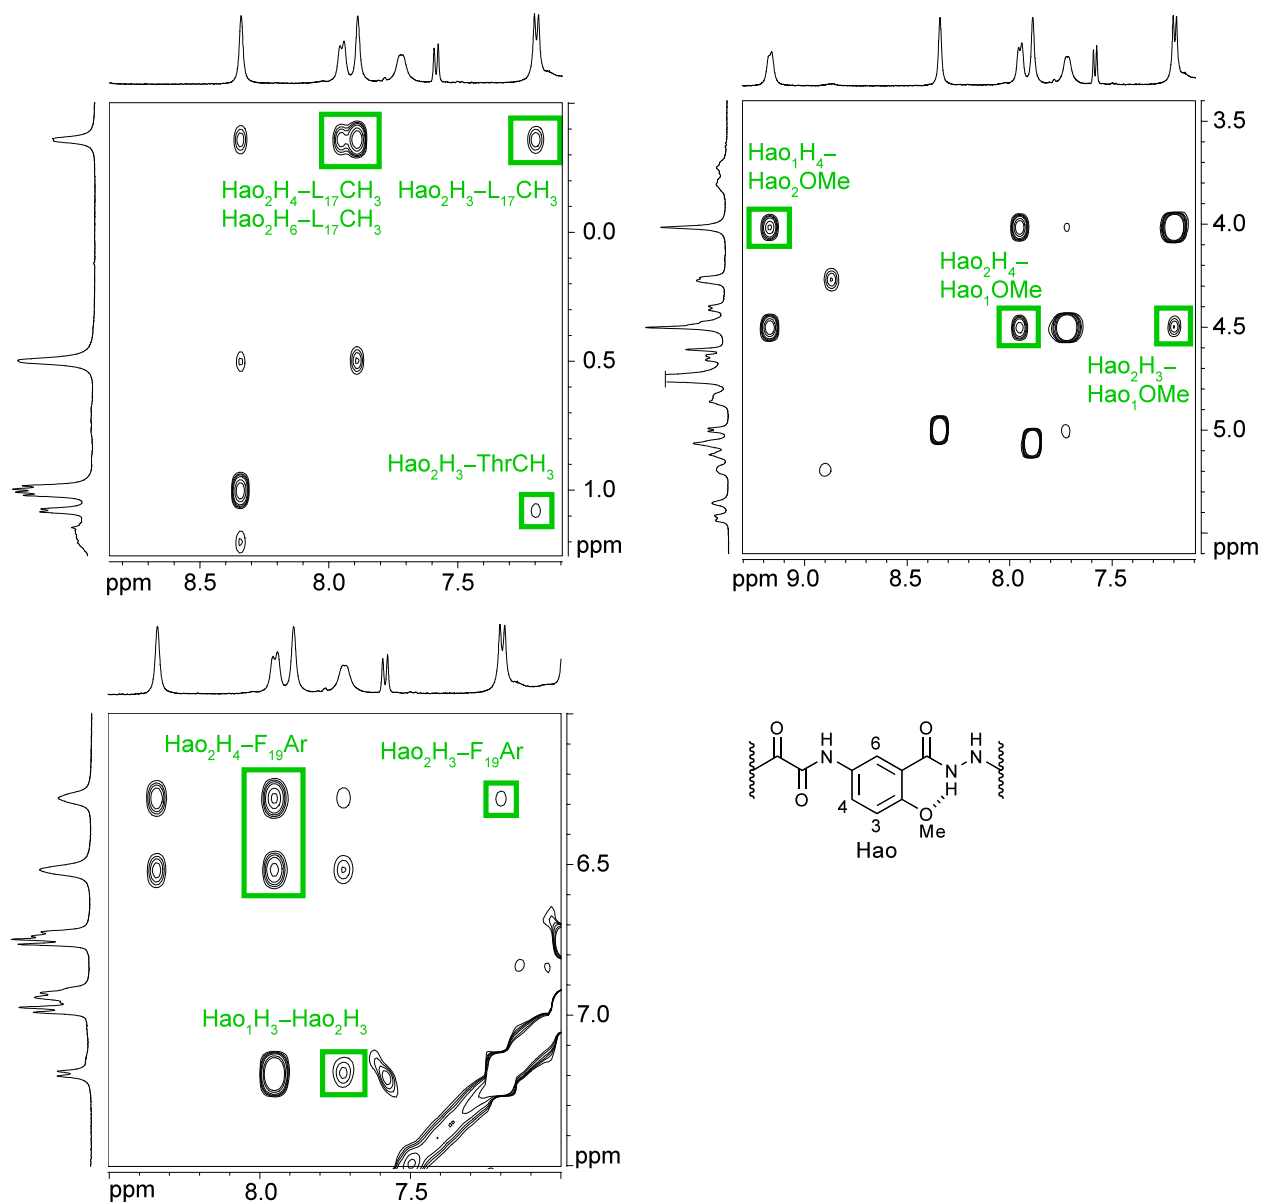 Hao₂H₄–L₁₇CH₃
Hao₂H₆–L₁₇CH₃
Hao₂H₃–L₁₇CH₃
Hao₂H₃–ThrCH₃
0.0
0.5
1.0
ppm
ppm
8.5
8.0
7.5
Hao₁H₄–
Hao₂OMe
Hao₂H₄–
Hao₁OMe
Hao₂H₃–
Hao₁OMe
3.5
4.0
4.5
5.0
ppm
ppm
9.0
8.5
8.0
7.5
Hao₂H₄–F₁₉Ar
Hao₂H₃–F₁₉Ar
Hao₁H₃–Hao₂H₃
6.5
7.0
ppm
ppm
8.0
7.5
O
H
N
O
6
4
3
O
H
N
N
H
O
Me
Hao